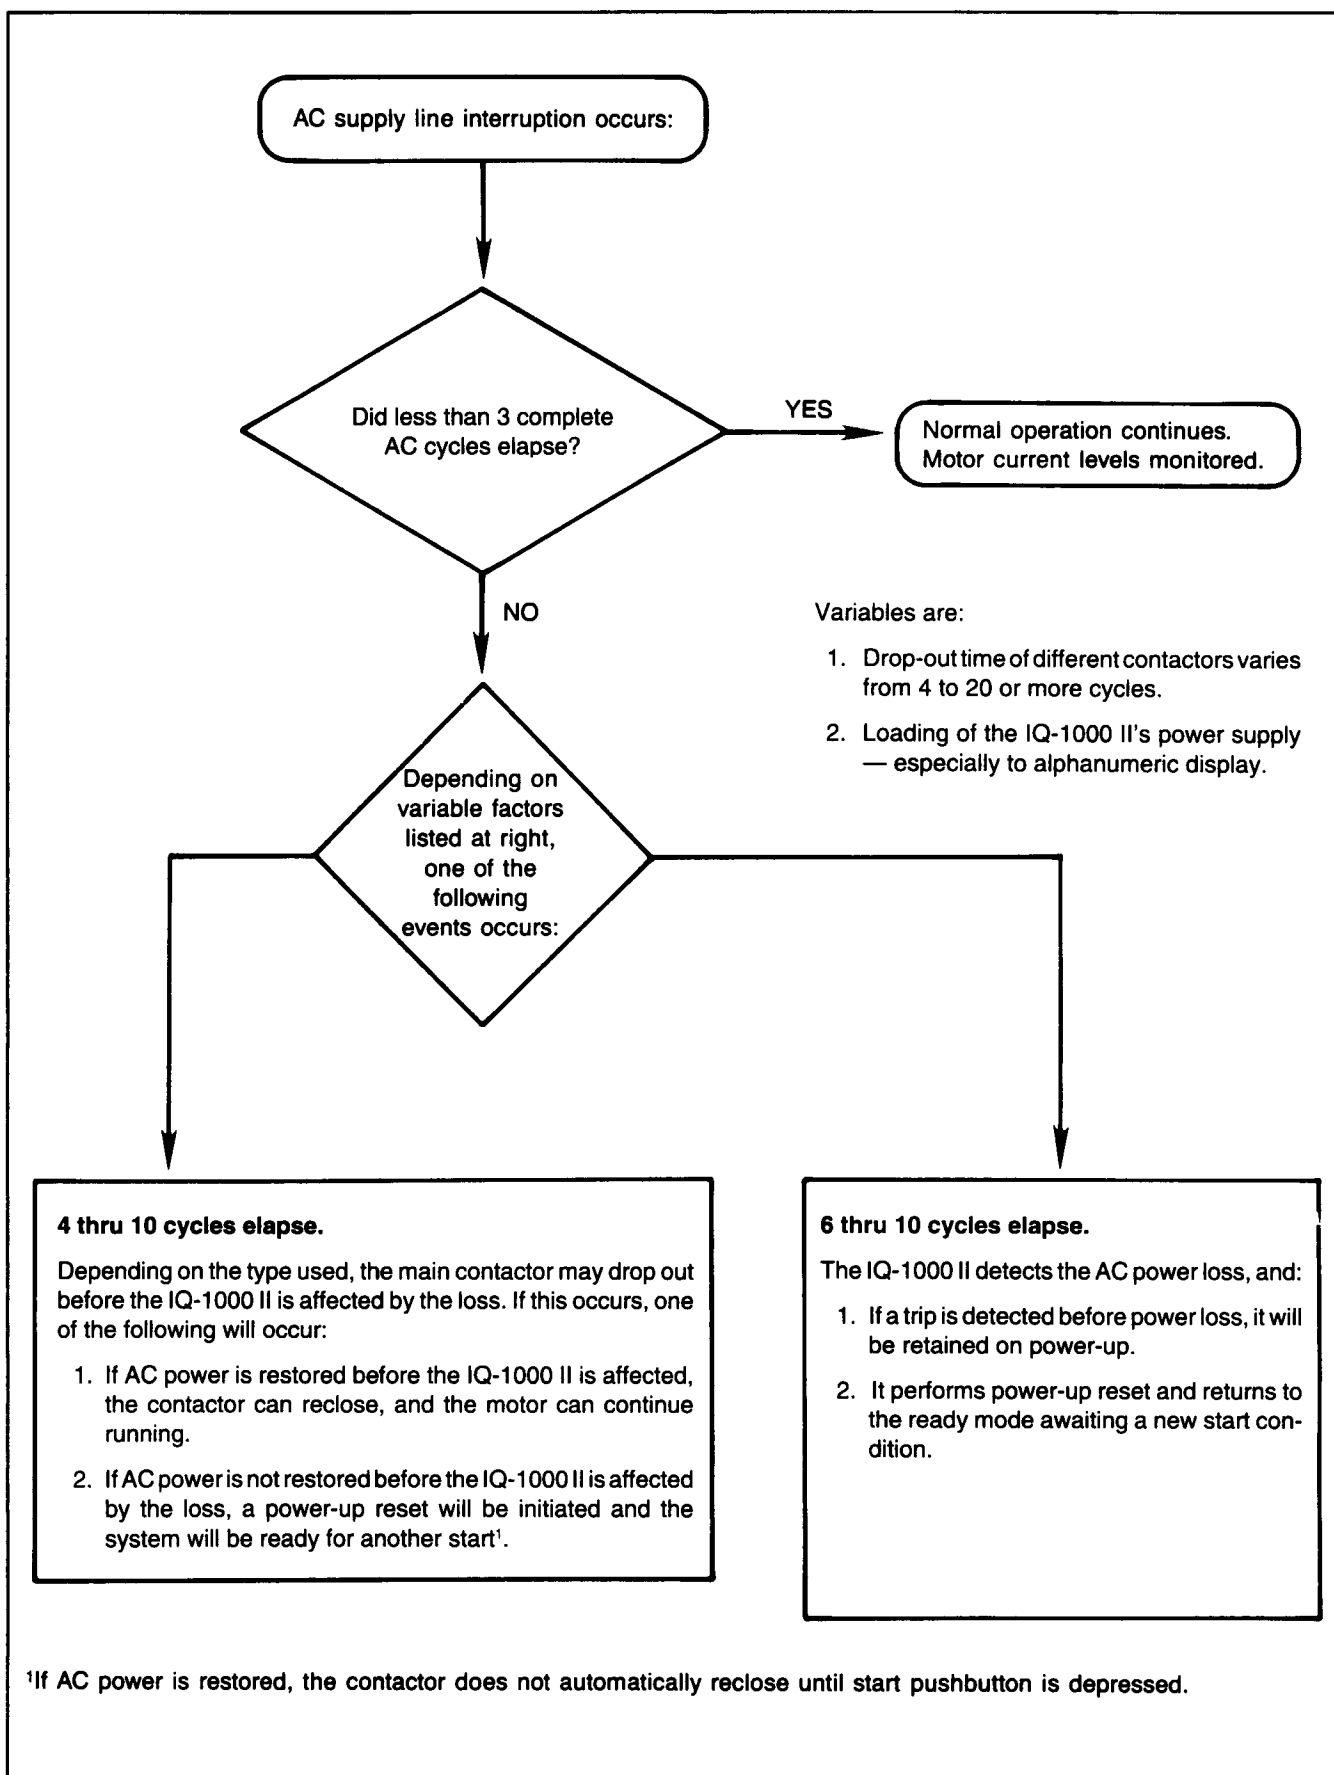 AC supply line interruption occurs:
Did less than 3 complete
AC cycles elapse?
YES
Normal operation continues.
Motor current levels monitored.
NO
Variables are:
1. Drop-out time of different contactors varies
from 4 to 20 or more cycles.
2. Loading of the IQ-1000 II's power supply
— especially to alphanumeric display.
Depending on
variable factors
listed at right,
one of the
following
events occurs:
4 thru 10 cycles elapse.
Depending on the type used, the main contactor may drop out
before the IQ-1000 II is affected by the loss. If this occurs, one
of the following will occur:
1. If AC power is restored before the IQ-1000 II is affected,
the contactor can reclose, and the motor can continue
running.
2. If AC power is not restored before the IQ-1000 II is affected
by the loss, a power-up reset will be initiated and the
system will be ready for another start¹.
6 thru 10 cycles elapse.
The IQ-1000 II detects the AC power loss, and:
1. If a trip is detected before power loss, it will
be retained on power-up.
2. It performs power-up reset and returns to
the ready mode awaiting a new start con-
dition.
¹If AC power is restored, the contactor does not automatically reclose until start pushbutton is depressed.